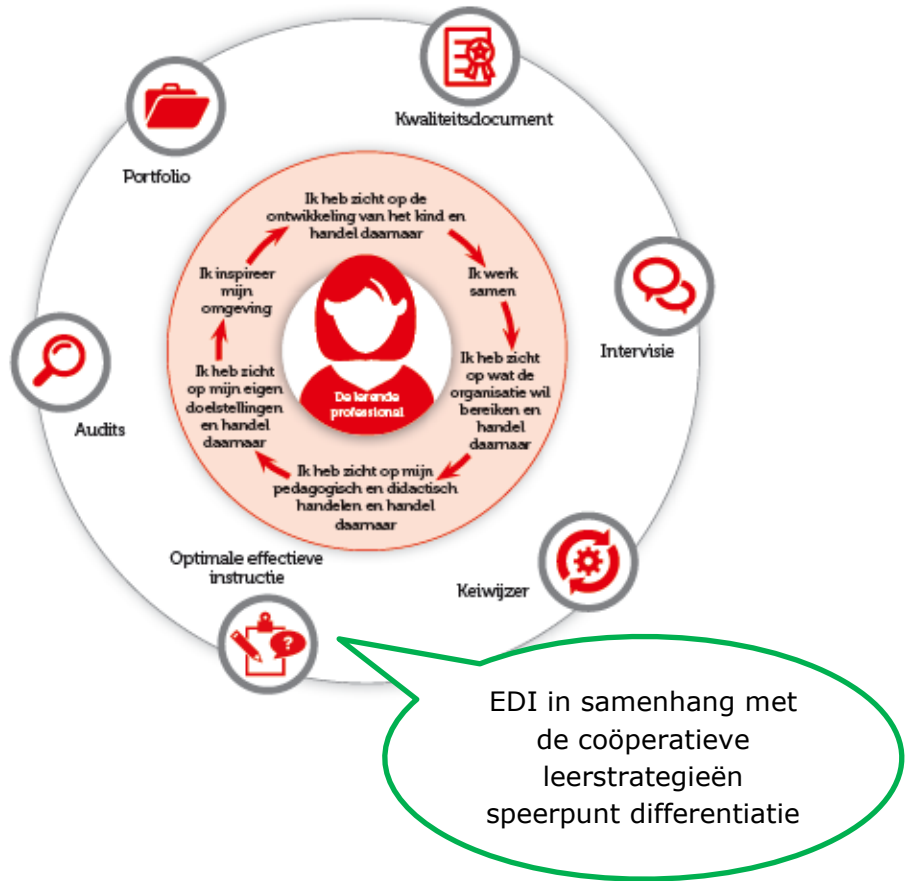 Kwaliteitsdocument
Portfolio
Ik heb zicht op de
ontwikkeling van het kind en
handel daarnaar
Ik werk
samen
Ik heb zicht
op wat de
organisatie wil
bereiken en
handel
daarnaar
Ik heb zicht op mijn
pedagogisch en didactisch
handelen en handel
daarnaar
Ik heb zicht
op mijn eigen
doelstellingen
en handel
daarnaar
Ik inspireer
mijn
omgeving
De lerende
professional
Intervisie
Audits
Keiwijzer
Optimale effectieve
instructie
?
EDI in samenhang met
de coöperatieve
leerstrategieën
speerpunt differentiatie